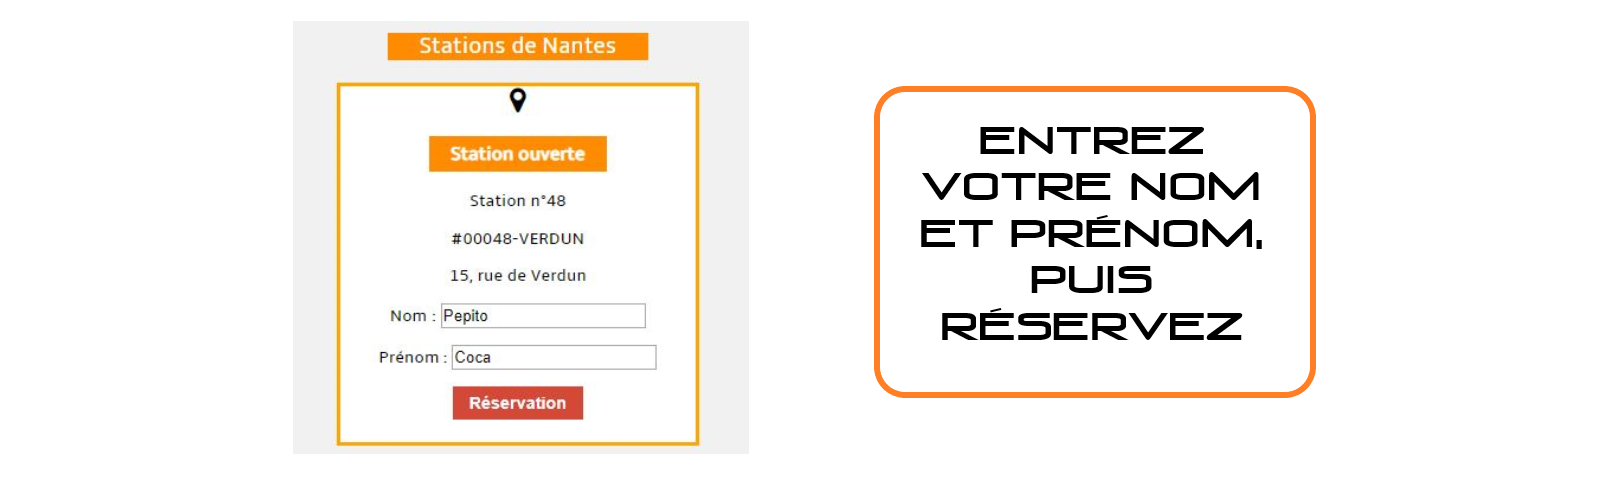 Stations de Nantes
Station ouverte
Station n°48
#00048-VERDUN
15, rue de Verdun
Nom : Pepito
Prénom : Coca
Réservation
ENTREZ
VOTRE NOM
ET PRÉNOM,
PUIS
RÉSERVEZ